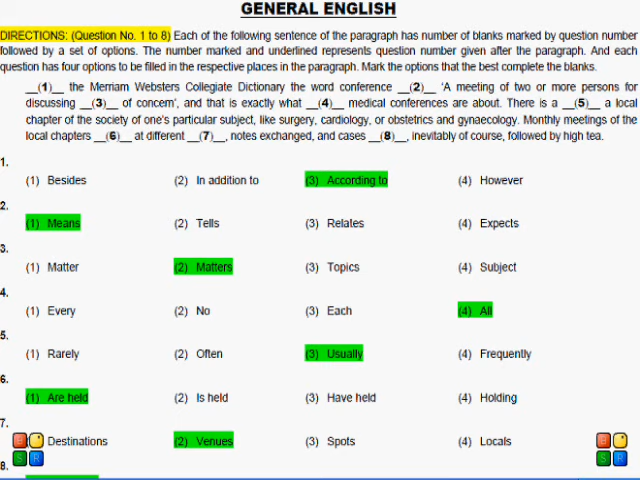 GENERAL ENGLISH
DIRECTIONS: (Question No. 1 to 8) Each of the following sentence of the paragraph has number of blanks marked by question number
followed by a set of options. The number marked and underlined represents question number given after the paragraph. And each
question has four options to be filled in the respective places in the paragraph. Mark the options that the best complete the blanks.
__(1)__ the Merriam Websters Collegiate Dictionary the word conference __(2)__ 'A meeting of two or more persons for
discussing __(3)__ of concern', and that is exactly what __(4)__ medical conferences are about. There is a __(5)__ a local
chapter of the society of one's particular subject, like surgery, cardiology, or obstetrics and gynaecology. Monthly meetings of the
local chapters __(6)__ at different __(7)__, notes exchanged, and cases __(8)__, inevitably of course, followed by high tea.
1.
(1) Besides (2) In addition to (3) According to (4) However
2.
(1) Means (2) Tells (3) Relates (4) Expects
3.
(1) Matter (2) Matters (3) Topics (4) Subject
4.
(1) Every (2) No (3) Each (4) All
5.
(1) Rarely (2) Often (3) Usually (4) Frequently
6.
(1) Are held (2) Is held (3) Have held (4) Holding
7.
Destinations (2) Venues (3) Spots (4) Locals
8.